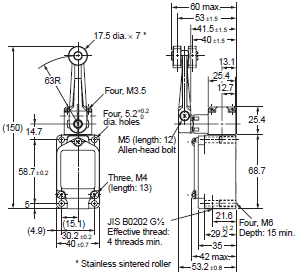 60 max.
53±1.5
41.5±1.5
40±1.5
17.5 dia. × 7 *
13.1
25.4
12.7
63R
Four, M3.5
Four, 5.2 +0.2 0
dia. holes
(150)
14.7
25.4
M5 (length: 12)
Allen-head bolt
58.7±0.2
68.7
Three, M4
(length: 13)
5
(15.1)
(4.9)
30.2±0.2
40±0.7
JIS B0202 G½
Effective thread:
4 threads min.
21.6
29.2
35
42 max.
53.2±0.8
Four, M6
Depth: 15 min.
* Stainless sintered roller